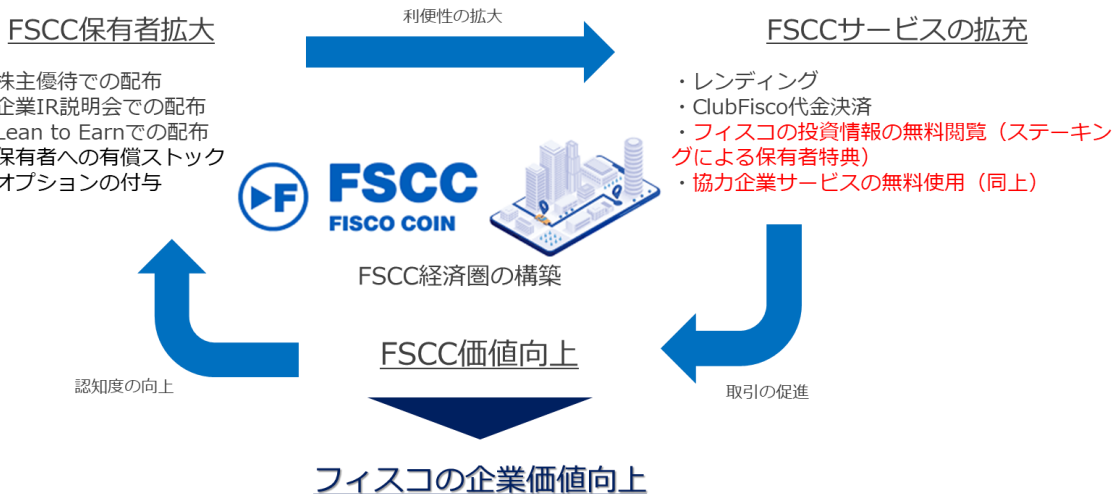 利便性の拡大
FSCC保有者拡大
FSCCサービスの拡充
株主優待での配布
企業IR説明会での配布
Lean to Earnでの配布
保有者への有償ストック
オプションの付与
・レンディング
・ClubFisco代金決済
・フィスコの投資情報の無料閲覧（ステーキン
グによる保有者特典）
・協力企業サービスの無料使用（同上）
F
FSCC
FISCO COIN
FSCC経済圏の構築
FSCC価値向上
認知度の向上
取引の促進
フィスコの企業価値向上